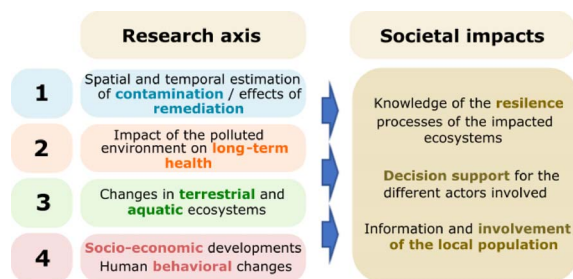 Research axis
1
Spatial and temporal estimation
of contamination / effects of
remediation
2
Impact of the polluted
environment on long-term
health
3
Changes in terrestrial and
aquatic ecosystems
4
Socio-economic developments
Human behavioral changes
Societal impacts
Knowledge of the resilence
processes of the impacted
ecosystems
Decision support for the
different actors involved
Information and involvement
of the local population